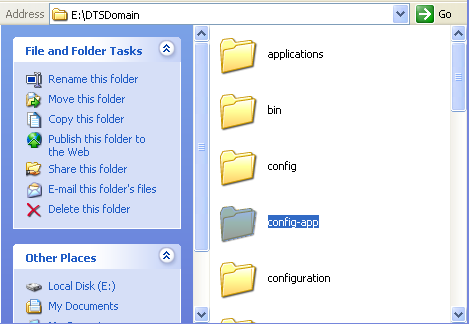 Address E:\DTSDomain Go
File and Folder Tasks
Rename this folder
Move this folder
Copy this folder
Publish this folder to
the Web
Share this folder
E-mail this folder's files
Delete this folder
Other Places
Local Disk (E:)
My Documents
applications
bin
config
config-app
configuration